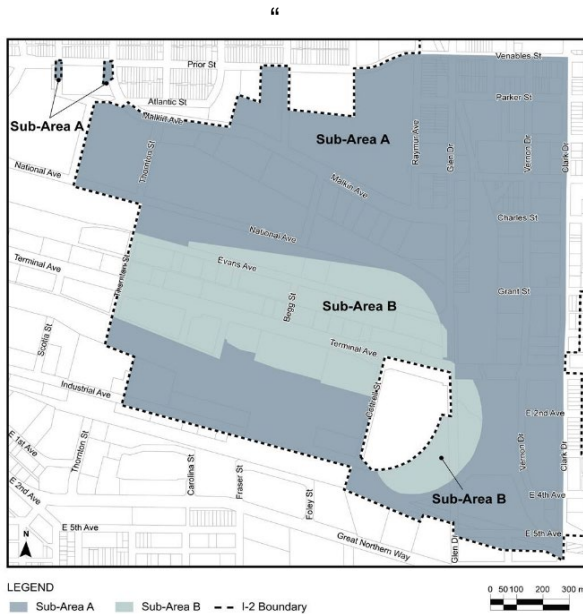 “
Venables St
Prior St
Sub-Area A
Atlantic St
Malkin Ave
Parker St
Sub-Area A
Raymur Ave
Glen Dr
Vernon Dr
Clark Dr
National Ave
Thornton St
Malkin Ave
Charles St
National Ave
Terminal Ave
Thornton St
Evans Ave
Begg St
Sub-Area B
Grant St
Terminal Ave
Scotia St
Industrial Ave
Cottrell St
E 2nd Ave
E 1st Ave
E 2nd Ave
Thornton St
Carolina St
Fraser St
Foley St
Vernon Dr
Clark Dr
Sub-Area B
E 4th Ave
E 5th Ave
E 5th Ave
Great Northern Way
Glen Dr
N
LEGEND
Sub-Area A Sub-Area B I-2 Boundary
0 50 100 200 300 m